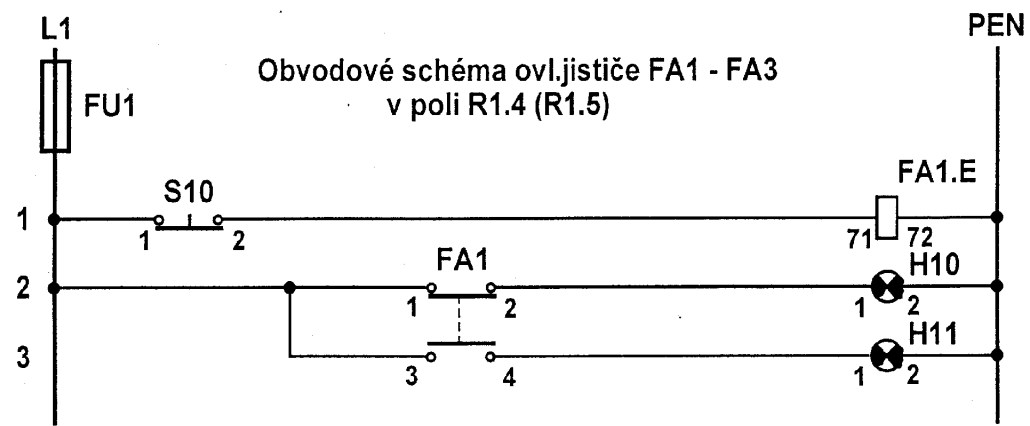 L1
PEN
Obvodové schéma ovl.jističe FA1 - FA3
v poli R1.4 (R1.5)
FU1
FA1.E
S10
1
1
2
71
72
FA1
H10
2
1
2
1
2
H11
3
3
4
1
2